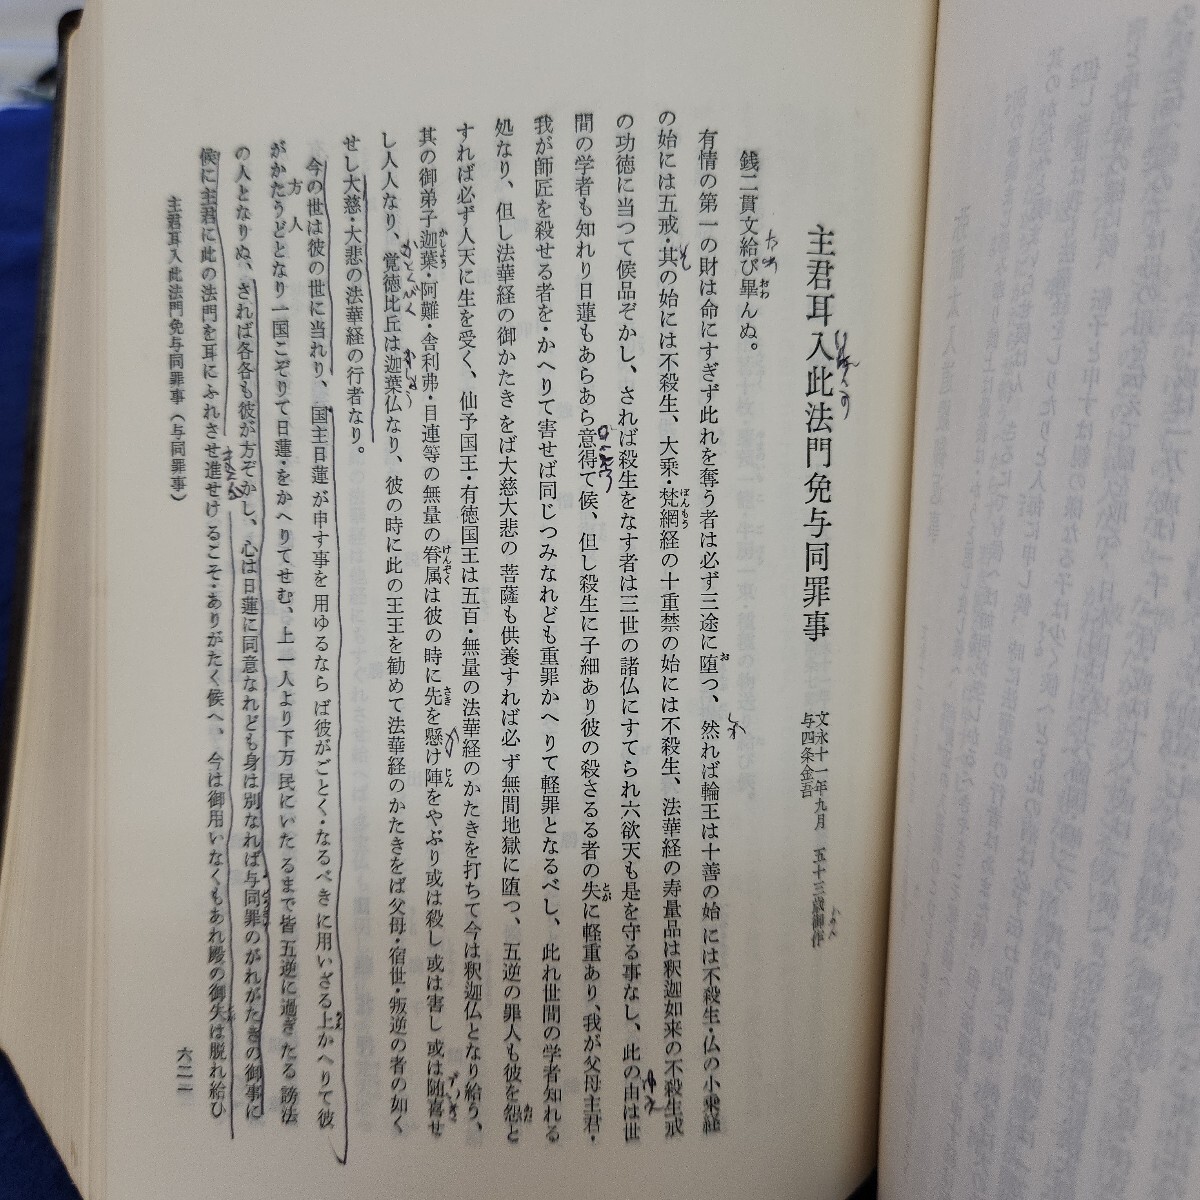 主君耳入此法門免与同罪事
文永十一年九月 五十三歳御作
与四条金吾
銭二貫文給び畢んぬ。
有情の第一の財は命にすぎず此れを奪う者は必ず三途に堕つ、然れば輪王は十善の始には不殺生・仏の小乗経
の始には五戒・其の始には不殺生、大乗・梵網経の十重禁の始には不殺生、法華経の寿量品は釈迦如来の不殺生戒
の功徳に当つて候品ぞかし、されば殺生をなす者は三世の諸仏にすてられ六欲天も是を守る事なし、此の由は世
間の学者も知れり日蓮もあらあら意得て候、但し殺生に子細あり彼の殺さるる者の失に軽重あり、我が父母主君・
我が師匠を殺せる者を・かへりて害せば同じつみなれども重罪かへりて軽罪となるべし、此れ世間の学者知れる
処なり、但し法華経の御かたきをば大慈大悲の菩薩も供養すれば必ず無間地獄に堕つ、五逆の罪人も彼を怨と
すれば必ず人天に生を受く、仙予国王・有徳国王は五百・無量の法華経のかたきを打ちて今は釈迦仏となり給う、
其の御弟子迦葉・阿難・舎利弗・目連等の無量の眷属は彼の時に先を懸け陣をやぶり或は殺し或は害し或は随喜せ
し人人なり、覚徳比丘は迦葉仏なり、彼の時に此の王王を勧めて法華経のかたきをば父母・宿世・叛逆の者の如く
せし大慈・大悲の法華経の行者なり。
今の世は彼の世に当れり、国主日蓮が申す事を用ゆるならば彼がごとく・なるべきに用いざる上かへりて彼
がかたうどとなり一国こぞりて日蓮・をかへりてせむ、上一人より下万民にいたるまで皆五逆に過ぎたる謗法
の人となりぬ、されば各各も彼が方ぞかし、心は日蓮に同意なれども身は別なれば与同罪のがれがたきの御事に
候に主君に此の法門を耳にふれさせ進せけるこそ・ありがたく候へ、今は御用いなくもあれ殿の御失は脱れ給ひ
主君耳入此法門免与同罪事（与同罪事）
六二一